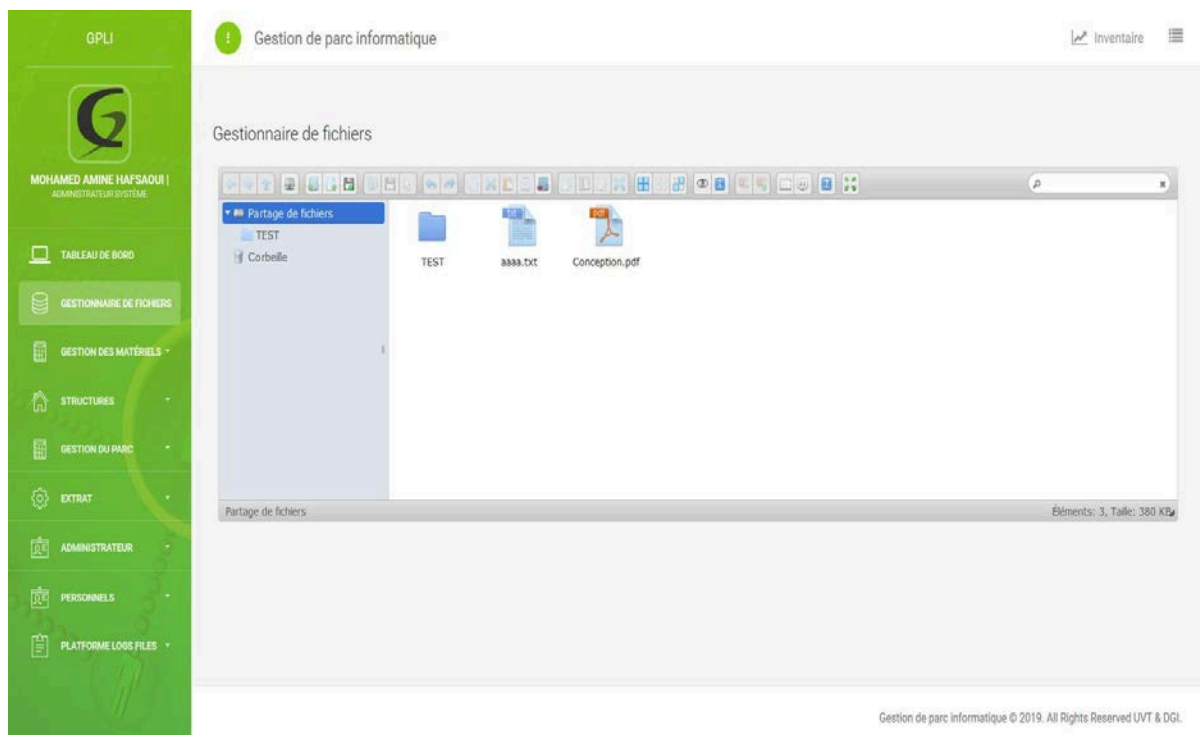 GPLI
Gestion de parc informatique
Inventaire
MOHAMED AMINE HAFSAOUI |
ADMINISTRATEUR SYSTÈME
TABLEAU DE BORD
GESTIONNAIRE DE FICHIERS
GESTION DES MATÉRIELS
STRUCTURES
GESTION DU PARC
EXTRAT
ADMINISTRATEUR
PERSONNELS
PLATFORME LOGS FILES
Gestionnaire de fichiers
Partage de fichiers
TEST
Corbeille
TEST
aaaa.txt
Conception.pdf
Partage de fichiers
Éléments: 3, Taille: 380 KB
Gestion de parc informatique © 2019. All Rights Reserved UVT & DGI.